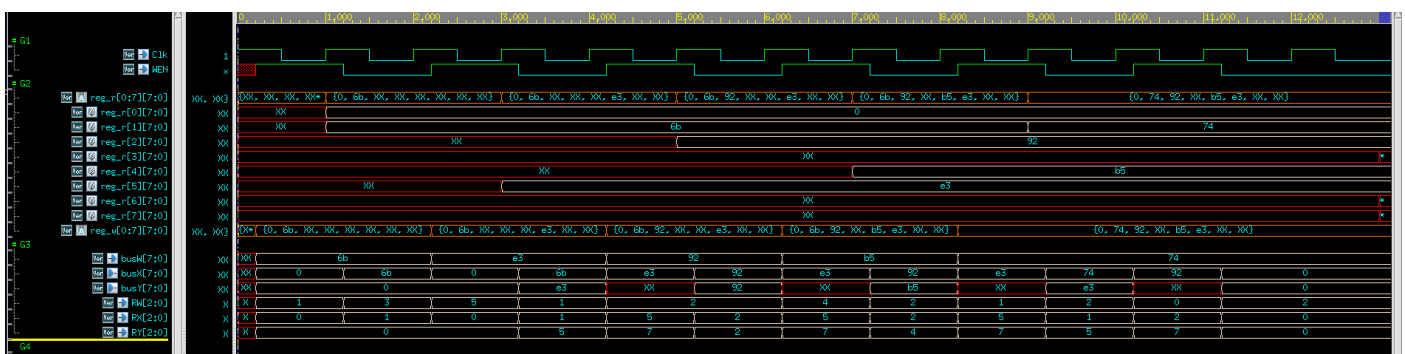 0 1,000 2,000 3,000 4,000 5,000 6,000 7,000 8,000 9,000 10,000 11,000 12,000
G1
Clk 1
WEN x
G2
reg_r[0:7][7:0] XX, XX} {XX, XX, XX, XX* {0, 6b, XX, XX, XX, XX, XX, XX} {0, 6b, XX, XX, XX, e3, XX, XX} {0, 6b, 92, XX, XX, e3, XX, XX} {0, 6b, 92, XX, b5, e3, XX, XX} {0, 74, 92, XX, b5, e3, XX, XX}
reg_r[0][7:0] XX XX 0
reg_r[1][7:0] XX XX 6b 74
reg_r[2][7:0] XX XX 92
reg_r[3][7:0] XX XX *
reg_r[4][7:0] XX XX b5
reg_r[5][7:0] XX XX e3
reg_r[6][7:0] XX XX *
reg_r[7][7:0] XX XX *
reg_w[0:7][7:0] XX, XX} {X* {0, 6b, XX, XX, XX, XX, XX, XX} {0, 6b, XX, XX, XX, e3, XX, XX} {0, 6b, 92, XX, XX, e3, XX, XX} {0, 6b, 92, XX, b5, e3, XX, XX} {0, 74, 92, XX, b5, e3, XX, XX}
G3
busW[7:0] XX XX 6b e3 92 b5 74
busX[7:0] XX XX 0 6b 0 6b e3 92 e3 92 e3 74 92 0
busY[7:0] XX XX 0 e3 XX 92 XX b5 XX e3 XX 0
RW[2:0] x X 1 3 5 1 2 4 2 1 2 0 2
RX[2:0] x X 0 1 0 1 5 2 5 2 5 1 2 0
RY[2:0] x X 0 5 7 2 7 4 7 5 7 0
G4